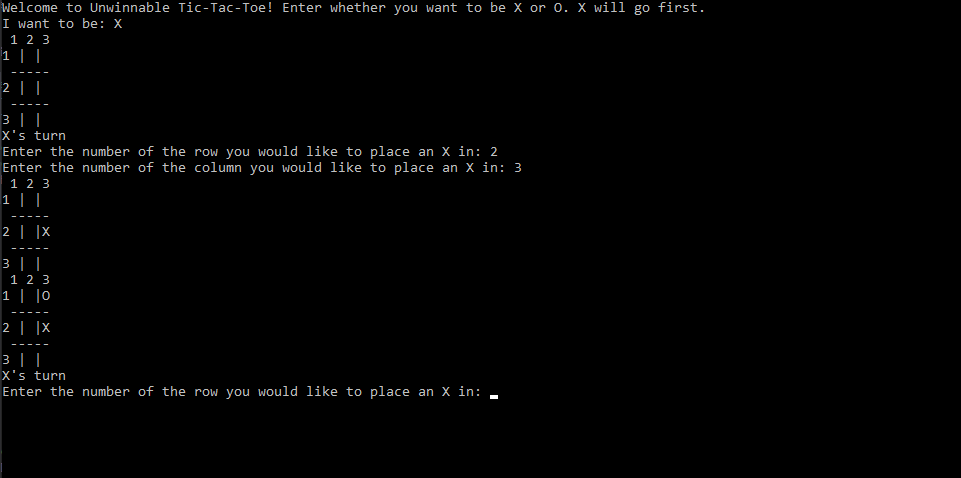 Welcome to Unwinnable Tic-Tac-Toe! Enter whether you want to be X or O. X will go first.
I want to be: X
 1 2 3
1 | |
 -----
2 | |
 -----
3 | |
X's turn
Enter the number of the row you would like to place an X in: 2
Enter the number of the column you would like to place an X in: 3
 1 2 3
1 | |
 -----
2 | |X
 -----
3 | |
 1 2 3
1 | |O
 -----
2 | |X
 -----
3 | |
X's turn
Enter the number of the row you would like to place an X in: